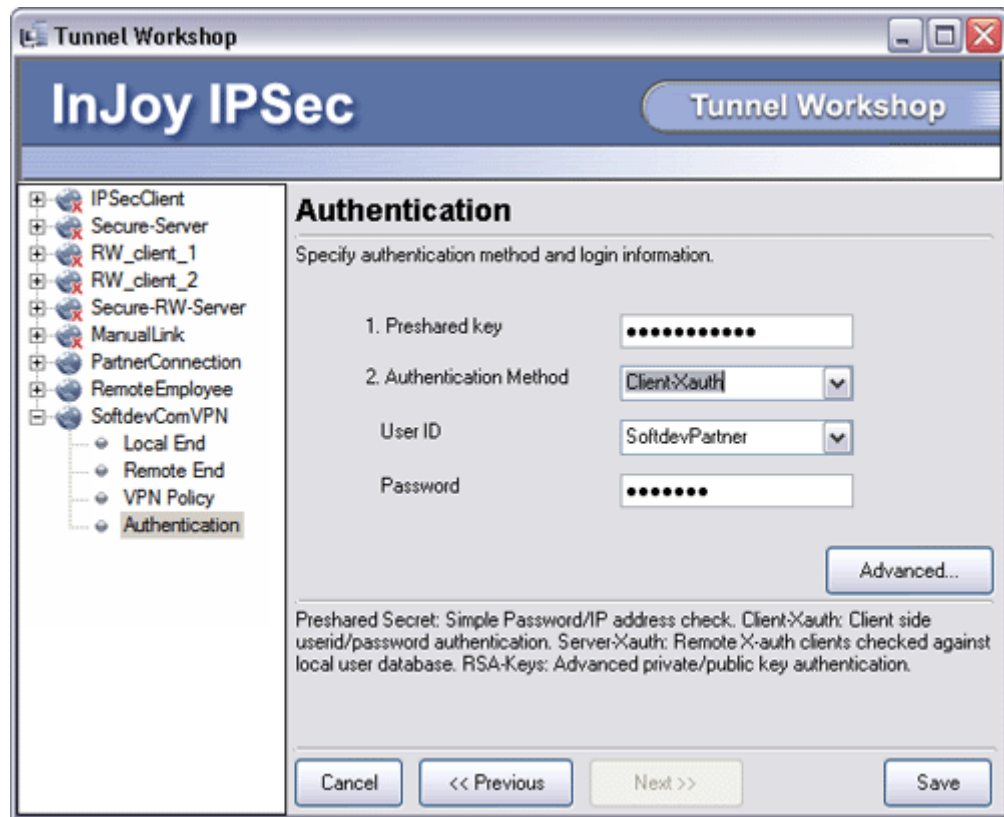 Tunnel Workshop
InJoy IPSec
Tunnel Workshop
IPSecClient
Secure-Server
RW_client_1
RW_client_2
Secure-RW-Server
ManualLink
PartnerConnection
RemoteEmployee
SoftdevComVPN
Local End
Remote End
VPN Policy
Authentication
Authentication
Specify authentication method and login information.
1. Preshared key
●●●●●●●●●●●
2. Authentication Method
Client-Xauth
User ID
SoftdevPartner
Password
●●●●●●●
Advanced...
Preshared Secret: Simple Password/IP address check. Client-Xauth: Client side
userid/password authentication. Server-Xauth: Remote X-auth clients checked against
local user database. RSA-Keys: Advanced private/public key authentication.
Cancel
<< Previous
Next >>
Save